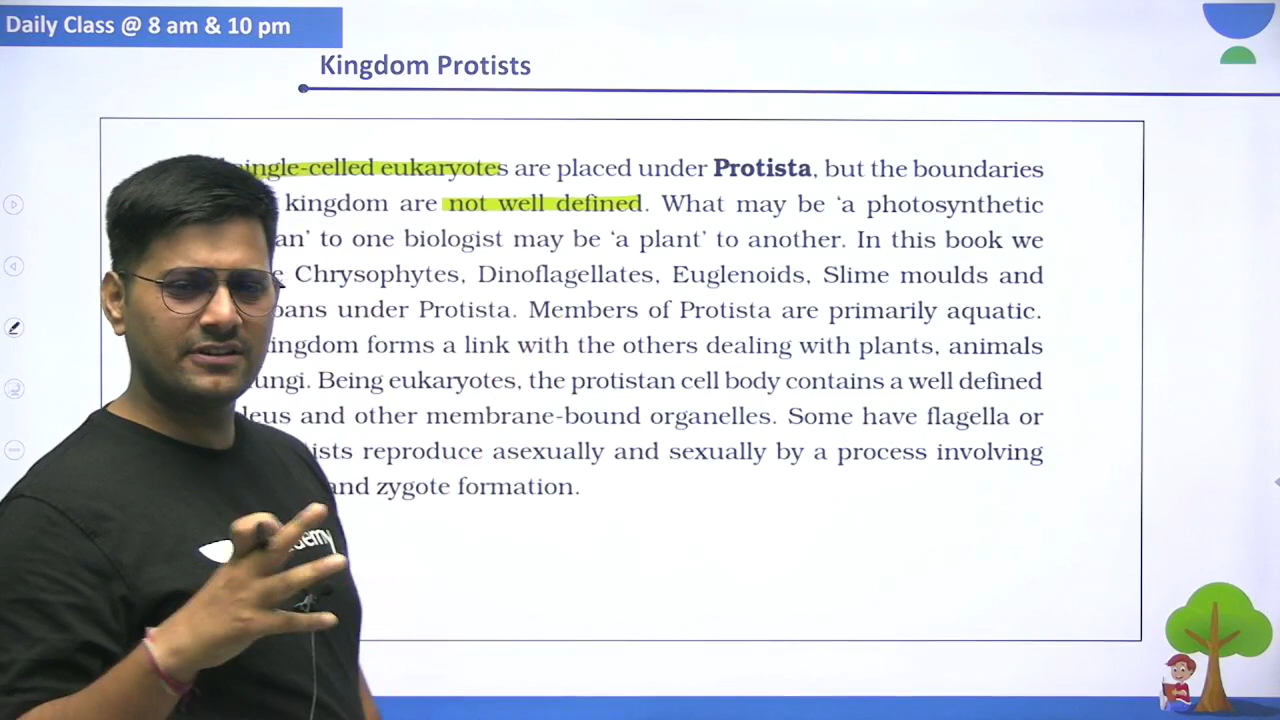 Daily Class @ 8 am & 10 pm
Kingdom Protists
single-celled eukaryotes are placed under Protista, but the boundaries
kingdom are not well defined. What may be ‘a photosynthetic
an’ to one biologist may be ‘a plant’ to another. In this book we
Chrysophytes, Dinoflagellates, Euglenoids, Slime moulds and
ans under Protista. Members of Protista are primarily aquatic.
ingdom forms a link with the others dealing with plants, animals
ungi. Being eukaryotes, the protistan cell body contains a well defined
leus and other membrane-bound organelles. Some have flagella or
ists reproduce asexually and sexually by a process involving
and zygote formation.
ademy